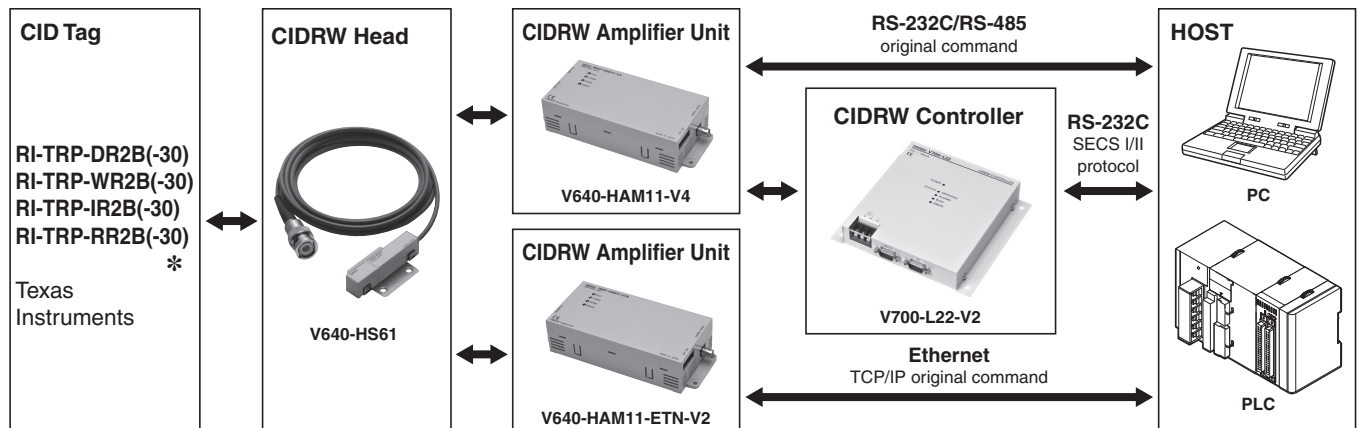 CID Tag
RI-TRP-DR2B(-30)
RI-TRP-WR2B(-30)
RI-TRP-IR2B(-30)
RI-TRP-RR2B(-30)
*
Texas
Instruments
CIDRW Head
V640-HS61
CIDRW Amplifier Unit
V640-HAM11-V4
CIDRW Amplifier Unit
V640-HAM11-ETN-V2
RS-232C/RS-485
original command
CIDRW Controller
V700-L22-V2
RS-232C
SECS I/II
protocol
Ethernet
TCP/IP original command
HOST
PC
PLC